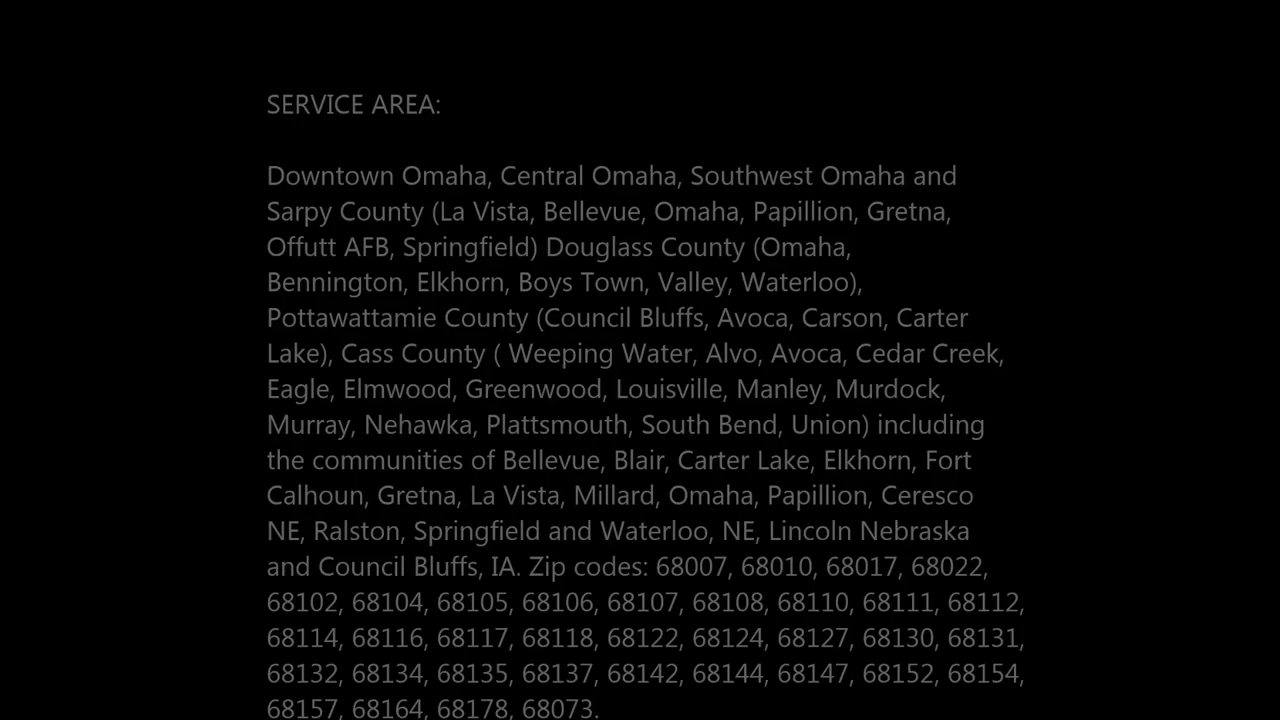 SERVICE AREA:
Downtown Omaha, Central Omaha, Southwest Omaha and
Sarpy County (La Vista, Bellevue, Omaha, Papillion, Gretna,
Offutt AFB, Springfield) Douglass County (Omaha,
Bennington, Elkhorn, Boys Town, Valley, Waterloo),
Pottawattamie County (Council Bluffs, Avoca, Carson, Carter
Lake), Cass County ( Weeping Water, Alvo, Avoca, Cedar Creek,
Eagle, Elmwood, Greenwood, Louisville, Manley, Murdock,
Murray, Nehawka, Plattsmouth, South Bend, Union) including
the communities of Bellevue, Blair, Carter Lake, Elkhorn, Fort
Calhoun, Gretna, La Vista, Millard, Omaha, Papillion, Ceresco
NE, Ralston, Springfield and Waterloo, NE, Lincoln Nebraska
and Council Bluffs, IA. Zip codes: 68007, 68010, 68017, 68022,
68102, 68104, 68105, 68106, 68107, 68108, 68110, 68111, 68112,
68114, 68116, 68117, 68118, 68122, 68124, 68127, 68130, 68131,
68132, 68134, 68135, 68137, 68142, 68144, 68147, 68152, 68154,
68157, 68164, 68178, 68073.